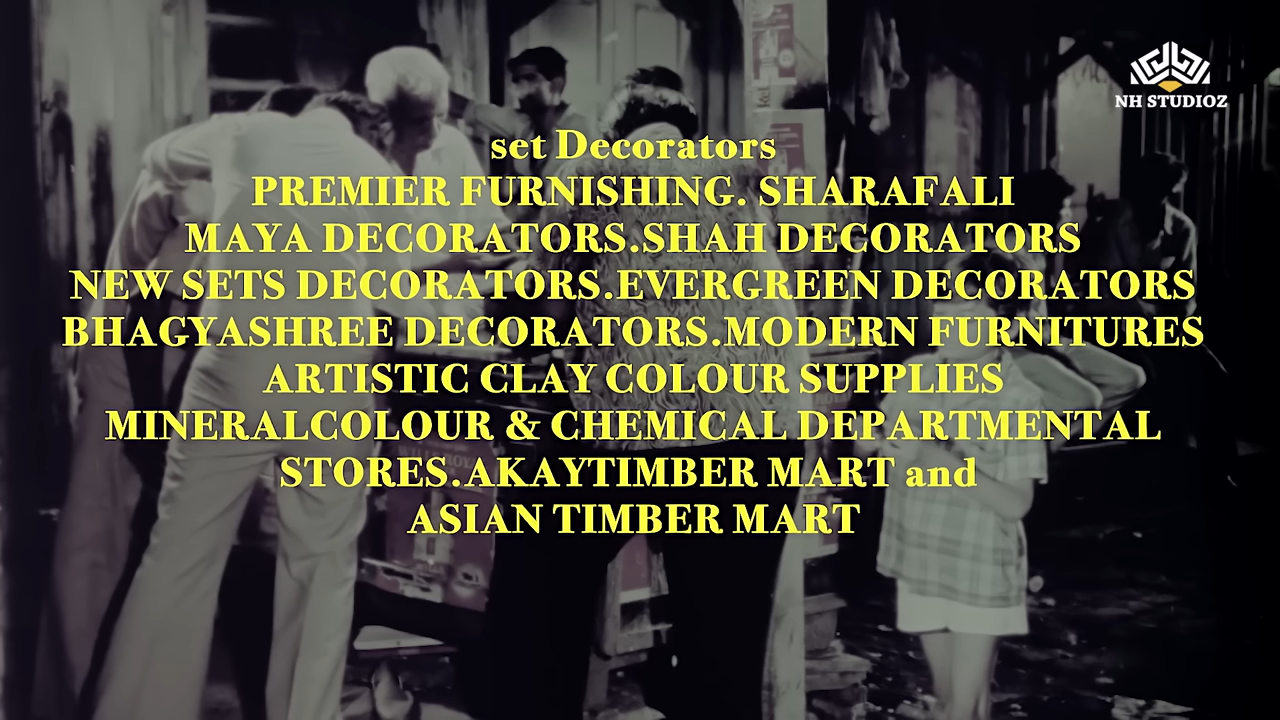 NH STUDIOZ
set Decorators
PREMIER FURNISHING. SHARAFALI
MAYA DECORATORS.SHAH DECORATORS
NEW SETS DECORATORS.EVERGREEN DECORATORS
BHAGYASHREE DECORATORS.MODERN FURNITURES
ARTISTIC CLAY COLOUR SUPPLIES
MINERALCOLOUR & CHEMICAL DEPARTMENTAL
STORES.AKAYTIMBER MART and
ASIAN TIMBER MART